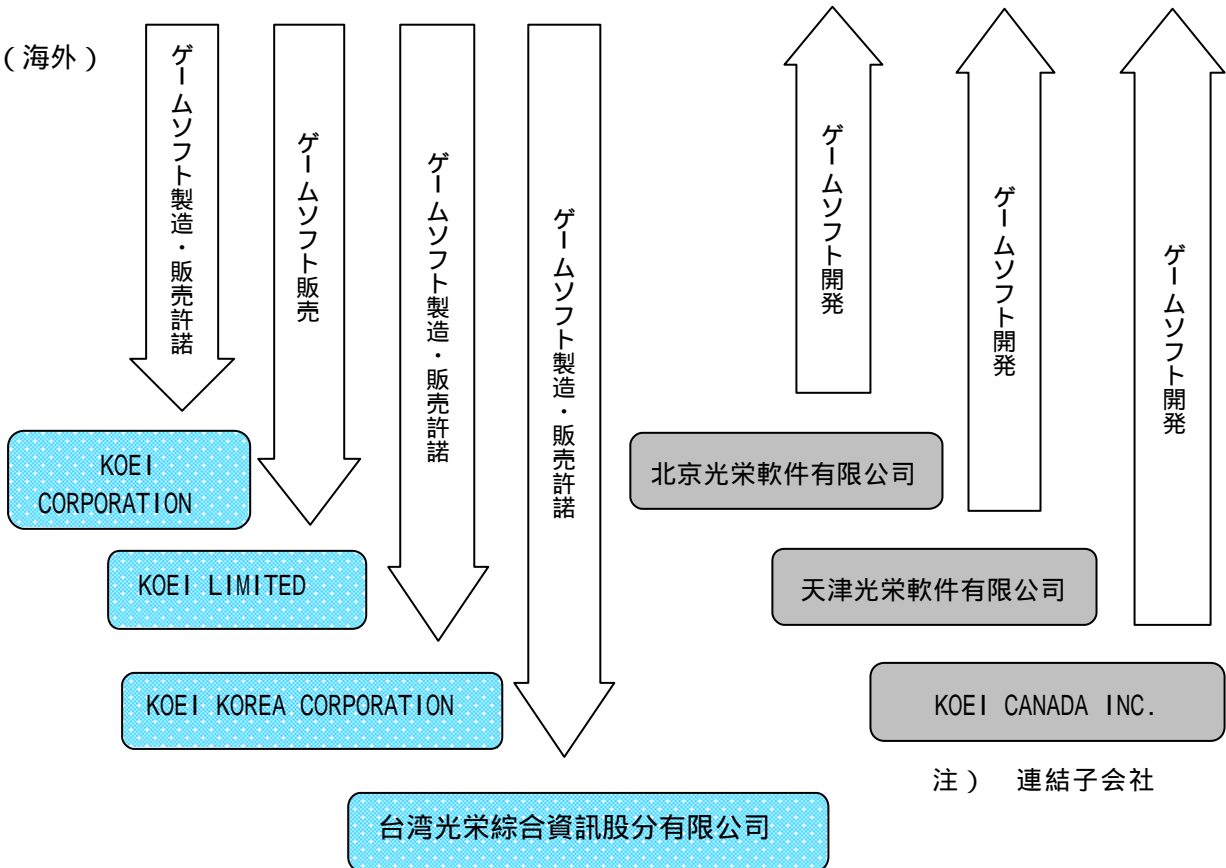 (海外)
ゲームソフト製造・販売許諾
ゲームソフト販売
ゲームソフト製造・販売許諾
ゲームソフト製造・販売許諾
ゲームソフト開発
ゲームソフト開発
ゲームソフト開発
KOEI
CORPORATION
KOEI LIMITED
KOEI KOREA CORPORATION
台湾光栄綜合資訊股分有限公司
北京光栄軟件有限公司
天津光栄軟件有限公司
KOEI CANADA INC.
注) 連結子会社